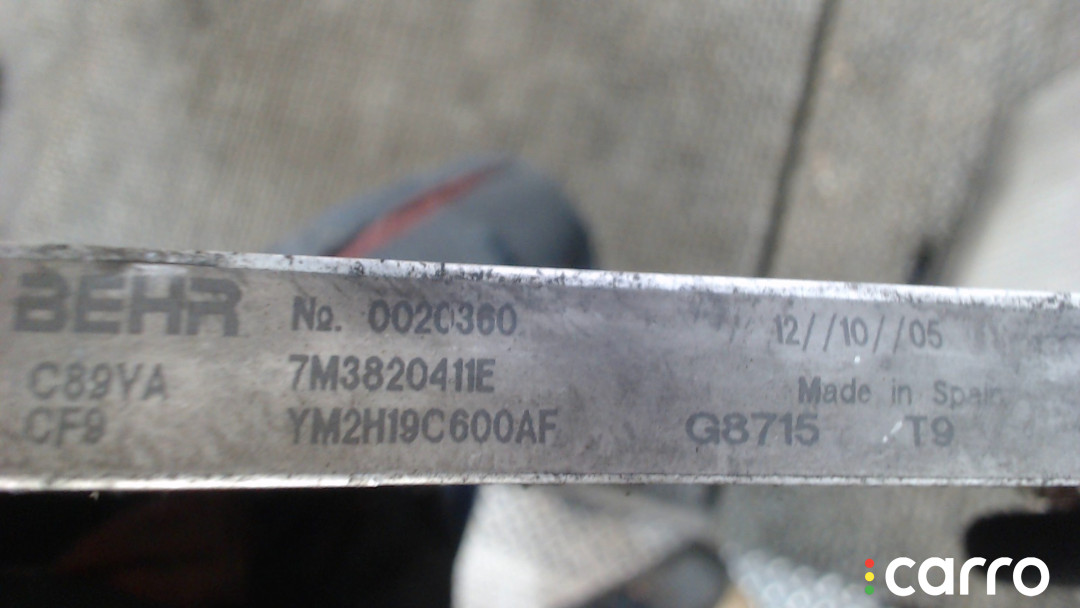 BEHR No. 0020360 12//10//05
C89YA 7M3820411E Made in Spain
CF9 YM2H19C600AF G8715 T9
carro